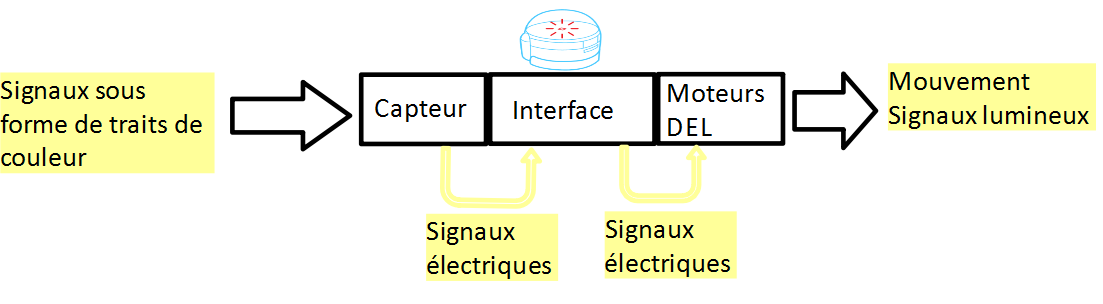 Signaux sous
forme de traits de
couleur
Capteur
Interface
Moteurs
DEL
Mouvement
Signaux lumineux
Signaux
électriques
Signaux
électriques